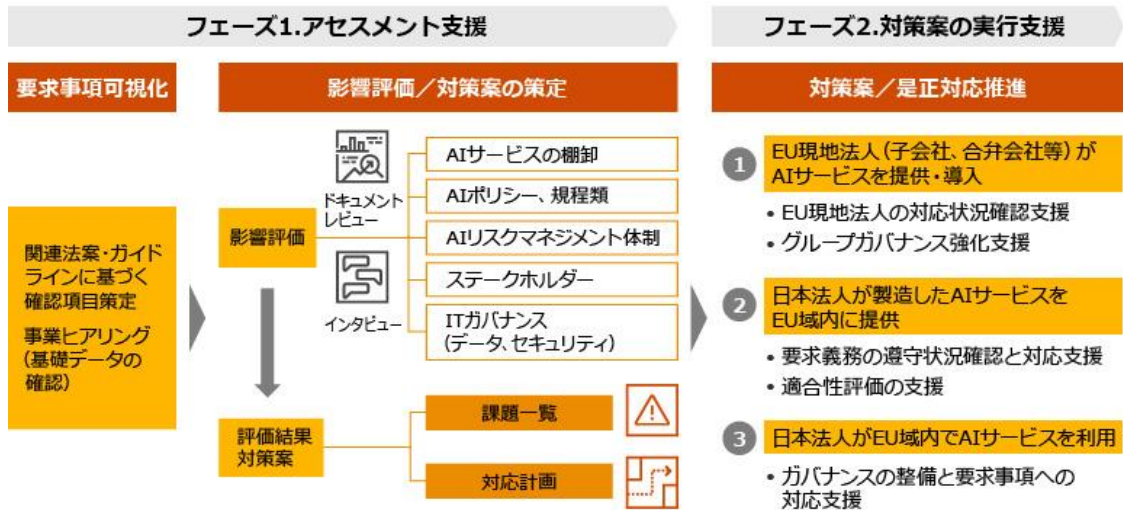 フェーズ1.アセスメント支援
要求事項可視化
関連法案・ガイド
ラインに基づく
確認項目策定
事業ヒアリング
(基礎データの
確認)
影響評価／対策案の策定
影響評価
ドキュメント
レビュー
インタビュー
AIサービスの棚卸
AIポリシー、規程類
AIリスクマネジメント体制
ステークホルダー
ITガバナンス
(データ、セキュリティ)
評価結果
対策案
課題一覧
対応計画
フェーズ2.対策案の実行支援
対策案／是正対応推進
1 EU現地法人(子会社、合弁会社等)が
AIサービスを提供・導入
• EU現地法人の対応状況確認支援
• グループガバナンス強化支援
2 日本法人が製造したAIサービスを
EU域内に提供
• 要求義務の遵守状況確認と対応支援
• 適合性評価の支援
3 日本法人がEU域内でAIサービスを利用
• ガバナンスの整備と要求事項への
対応支援